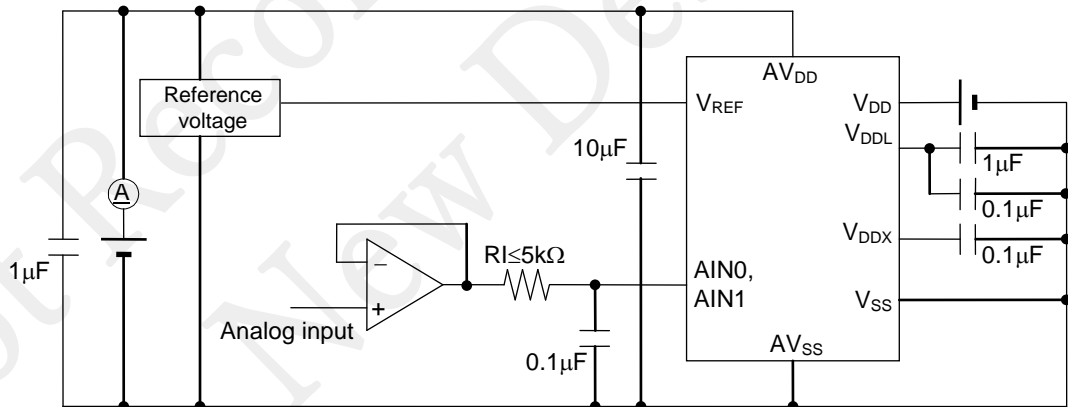 AVDD
Reference
voltage
VREF
VDD
VDDL
10μF
1μF
A
0.1μF
VDDX
0.1μF
1μF
−
RI≤5kΩ
AIN0,
AIN1
+
VSS
Analog input
0.1μF
AVSS